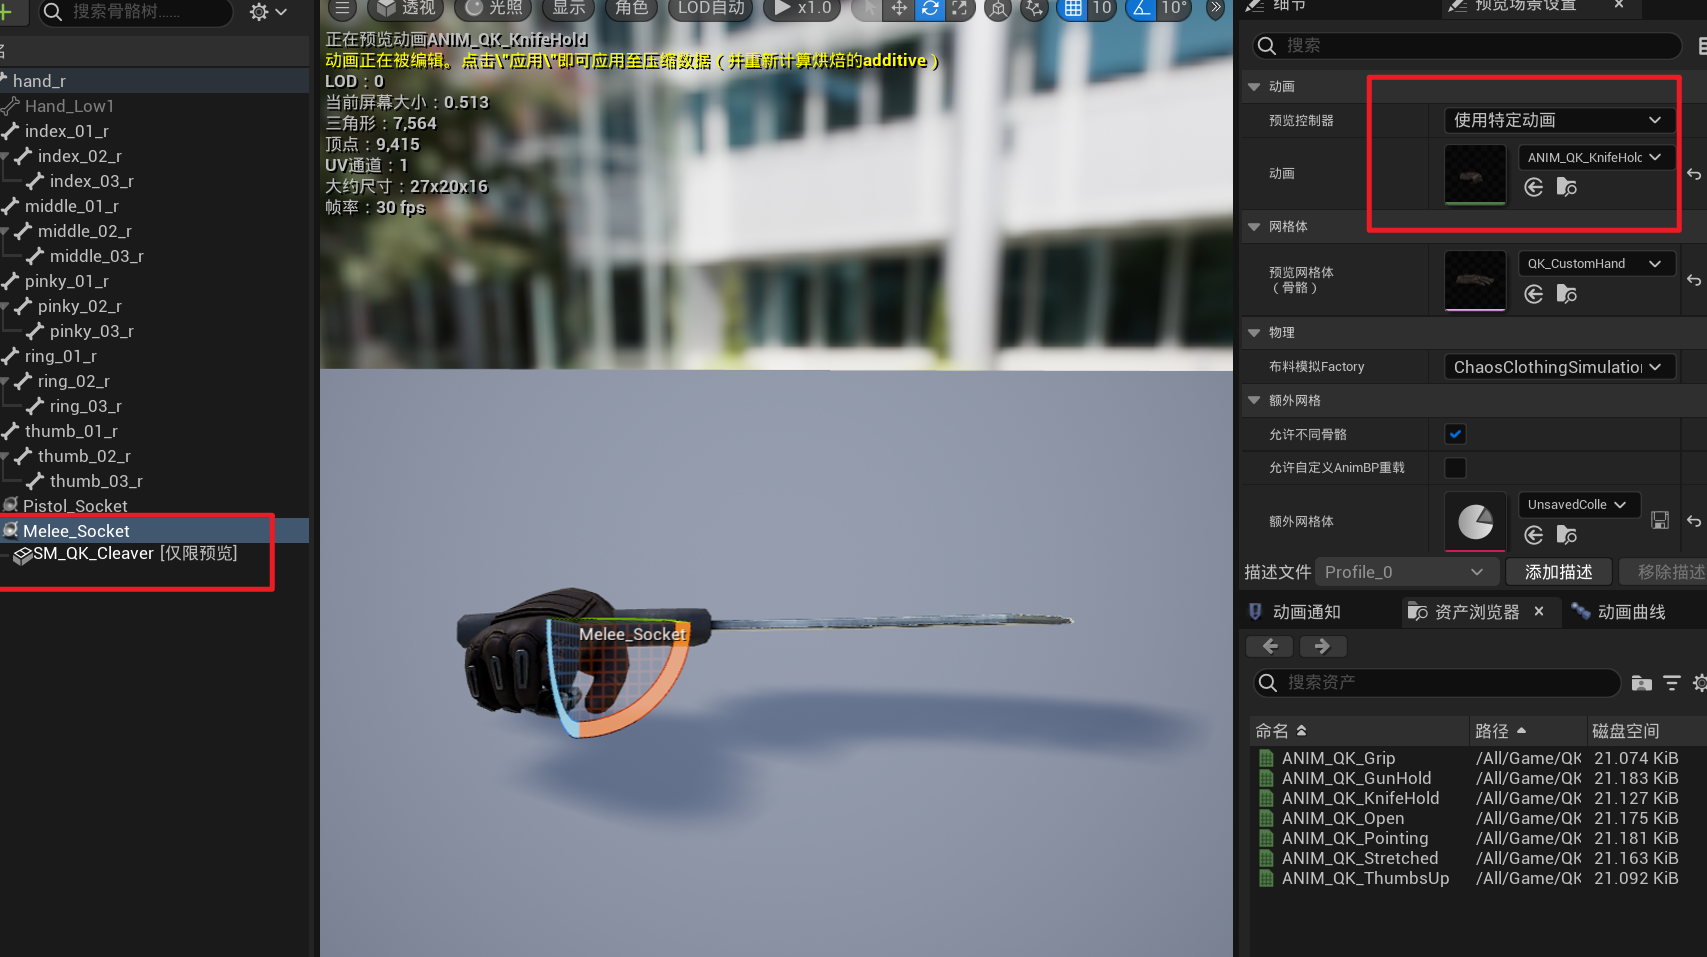 搜索骨骼树......
名
hand_r
Hand_Low1
index_01_r
index_02_r
index_03_r
middle_01_r
middle_02_r
middle_03_r
pinky_01_r
pinky_02_r
pinky_03_r
ring_01_r
ring_02_r
ring_03_r
thumb_01_r
thumb_02_r
thumb_03_r
Pistol_Socket
Melee_Socket
SM_QK_Cleaver [仅限预览]
透视
光照
显示
角色
LOD自动
x1.0
10
10°
正在预览动画ANIM_QK_KnifeHold
动画正在被编辑。点击\"应用\"即可应用至压缩数据（并重新计算烘焙的additive）
LOD：0
当前屏幕大小：0.513
三角形：7,564
顶点：9,415
UV通道：1
大约尺寸：27x20x16
帧率：30 fps
Melee_Socket
细节
预览场景设置
搜索
动画
预览控制器
使用特定动画
动画
ANIM_QK_KnifeHold
网格体
预览网格体
（骨骼）
QK_CustomHand
物理
布料模拟Factory
ChaosClothingSimulation
额外网格
允许不同骨骼
允许自定义AnimBP重载
额外网格体
UnsavedColle
描述文件
Profile_0
添加描述
移除描述
动画通知
资产浏览器
动画曲线
搜索资产
命名 路径 磁盘空间
ANIM_QK_Grip /All/Game/QK 21.074 KiB
ANIM_QK_GunHold /All/Game/QK 21.183 KiB
ANIM_QK_KnifeHold /All/Game/QK 21.127 KiB
ANIM_QK_Open /All/Game/QK 21.175 KiB
ANIM_QK_Pointing /All/Game/QK 21.181 KiB
ANIM_QK_Stretched /All/Game/QK 21.163 KiB
ANIM_QK_ThumbsUp /All/Game/QK 21.092 KiB